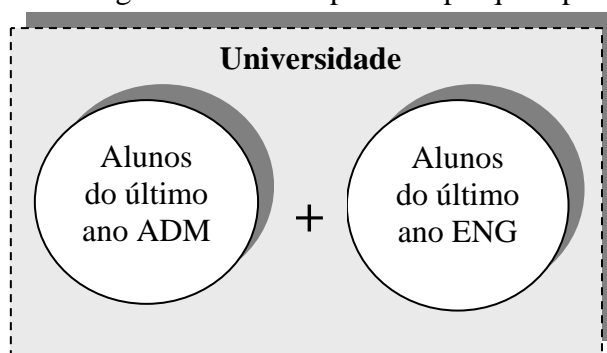 Universidade
Alunos
do último
ano ADM
+
Alunos
do último
ano ENG